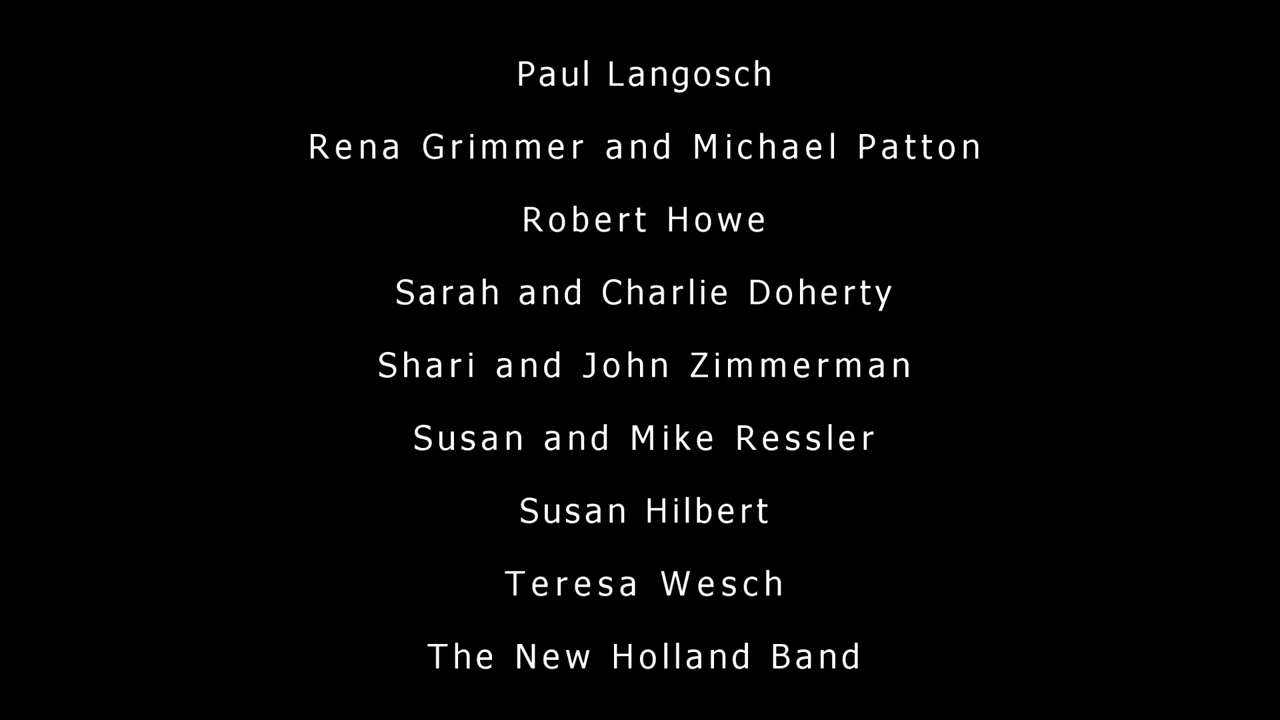 Paul Langosch
Rena Grimmer and Michael Patton
Robert Howe
Sarah and Charlie Doherty
Shari and John Zimmerman
Susan and Mike Ressler
Susan Hilbert
Teresa Wesch
The New Holland Band